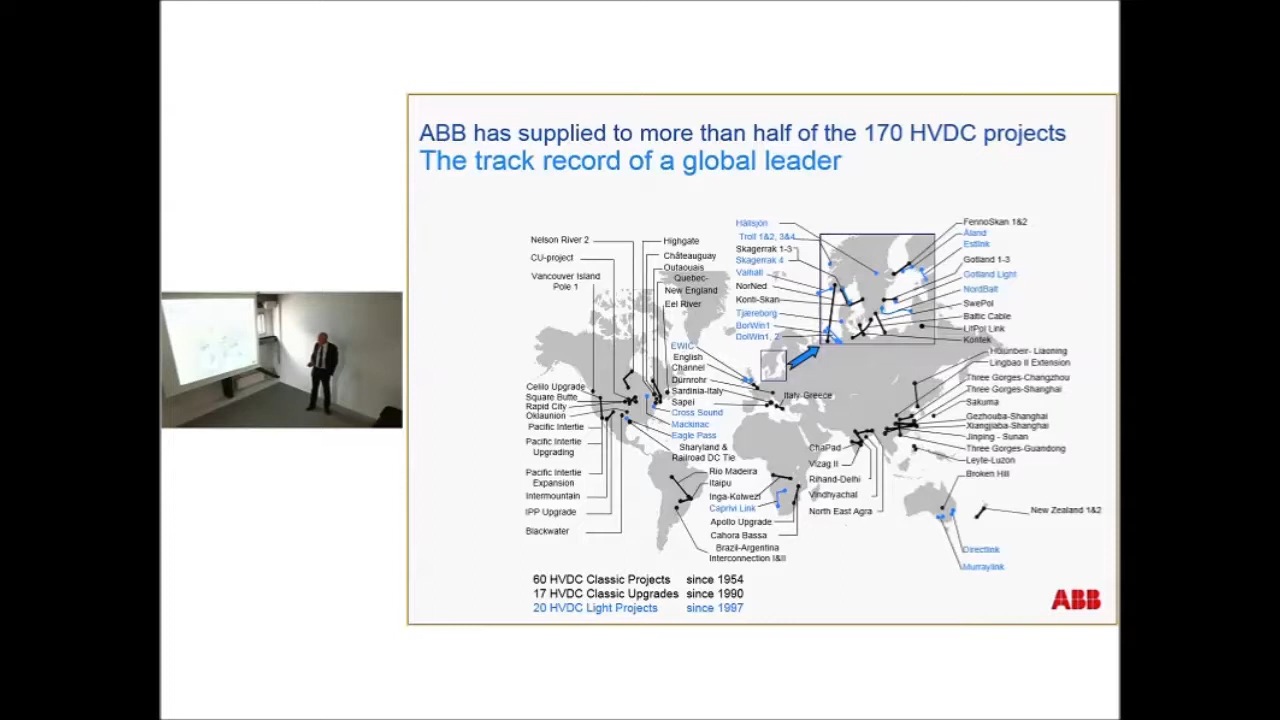 ABB has supplied to more than half of the 170 HVDC projects
The track record of a global leader
Nelson River 2
CU-project
Vancouver Island
Pole 1
Highgate
Châteauguay
Outaouais
Quebec-
New England
Eel River
Hällsjön
Troll 1&2, 3&4
Skagerrak 1-3
Skagerrak 4
Valhall
NorNed
Konti-Skan
Tjæreborg
BorWin1
DolWin1, 2
FennoSkan 1&2
Åland
Estlink
Gotland 1-3
Gotland Light
NordBalt
SwePol
Baltic Cable
LitPol Link
Kontek
EWIC
English
Channel
Dürnrohr
Sardinia-Italy
Sapei
Cross Sound
Mackinac
Eagle Pass
Sharyland &
Railroad DC Tie
Italy-Greece
Celilo Upgrade
Square Butte
Rapid City
Oklaunion
Pacific Intertie
Pacific Intertie
Upgrading
Pacific Intertie
Expansion
Intermountain
IPP Upgrade
Blackwater
Rio Madeira
Itaipu
Inga-Kolwezi
Caprivi Link
Apollo Upgrade
Cahora Bassa
Brazil-Argentina
Interconnection I&II
ChaPad
Vizag II
Rihand-Delhi
Vindhyachal
North East Agra
Hulunbeir- Liaoning
Lingbao II Extension
Three Gorges-Changzhou
Three Gorges-Shanghai
Sakuma
Gezhouba-Shanghai
Xiangjiaba-Shanghai
Jinping - Sunan
Three Gorges-Guandong
Leyte-Luzon
Broken Hill
New Zealand 1&2
Directlink
Murraylink
60 HVDC Classic Projects since 1954
17 HVDC Classic Upgrades since 1990
20 HVDC Light Projects since 1997
ABB